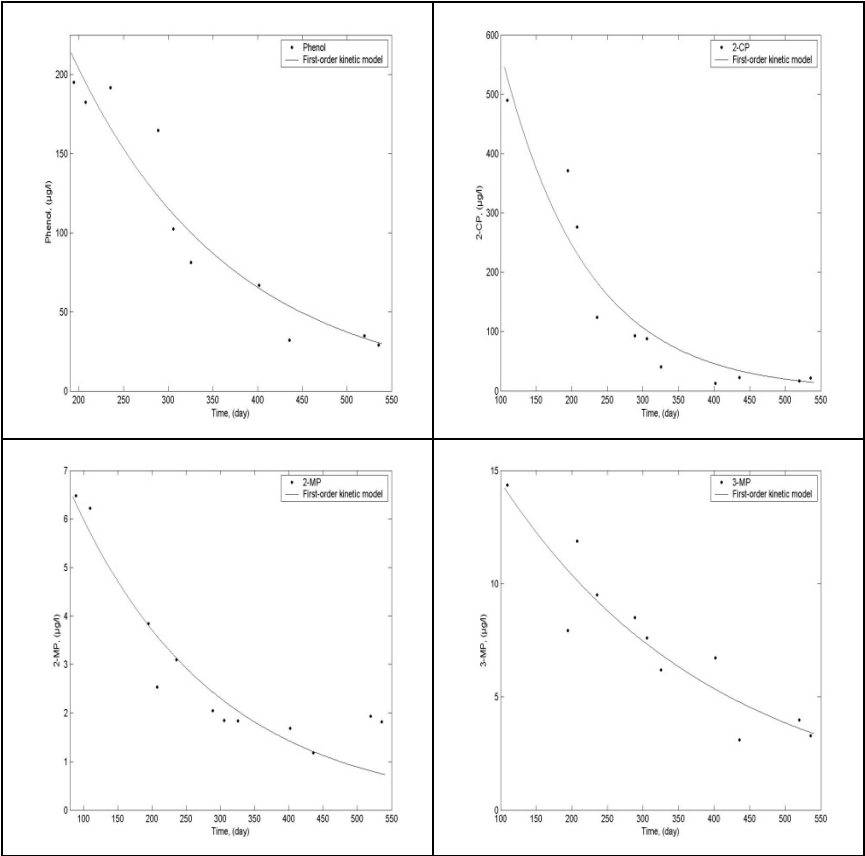 Phenol
First-order kinetic model
200
150
100
50
0
Phenol, (µg/l)
200 250 300 350 400 450 500 550
Time, (day)
2-CP
First-order kinetic model
600
500
400
300
200
100
0
2-CP, (µg/l)
100 150 200 250 300 350 400 450 500 550
Time, (day)
2-MP
First-order kinetic model
7
6
5
4
3
2
1
0
2-MP, (µg/l)
100 150 200 250 300 350 400 450 500 550
Time, (day)
3-MP
First-order kinetic model
15
10
5
0
3-MP, (µg/l)
100 150 200 250 300 350 400 450 500 550
Time, (day)